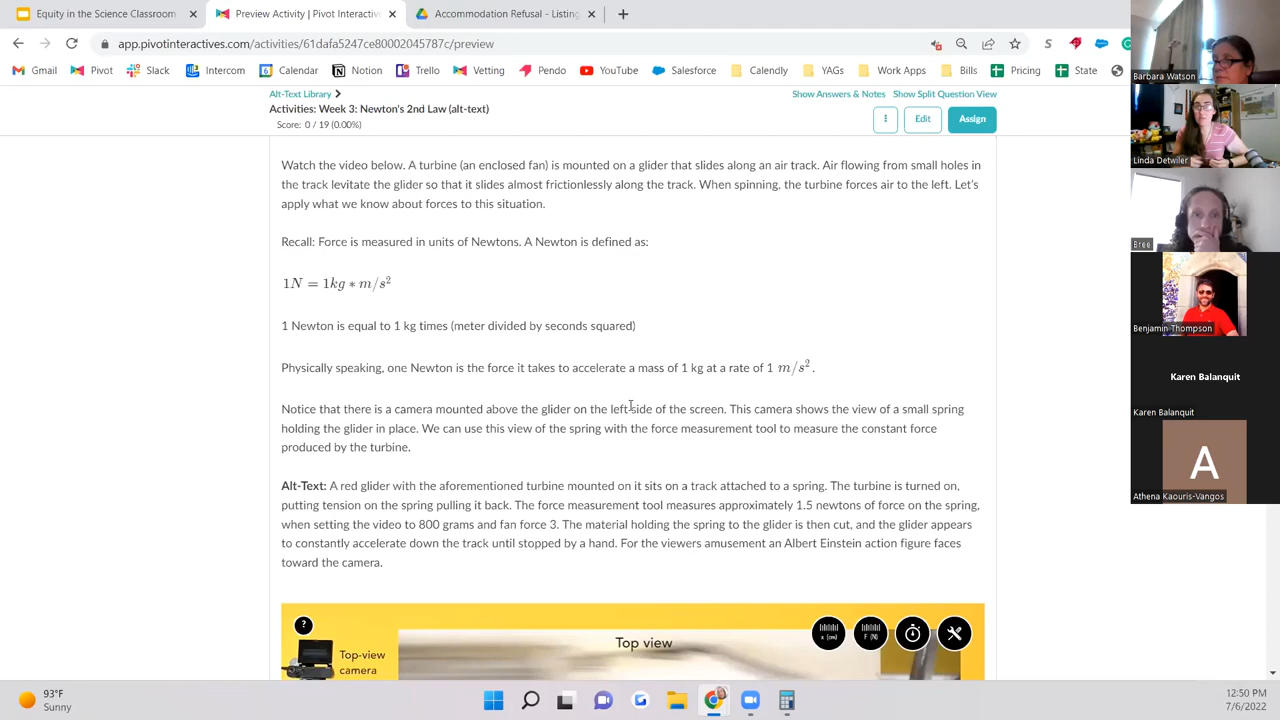 Equity in the Science Classroom
Pivot Interactives
Accommodation Refusal - Listing
app.pivotinteractives.com/activities/61dafa5247ce80002045787c/preview
Gmail Pivot Slack Intercom Calendar Notion Trello Vetting Pendo YouTube Salesforce Calendly YAGs Work Apps Bills Pricing State
Alt-Text Library
Show Answers & Notes Show Split Question View
Activities: Week 3: Newton's 2nd Law (alt-text)
Score: 0 / 19 (0.00%)
Edit
Assign
Watch the video below. A turbine (an enclosed fan) is mounted on a glider that slides along an air track. Air flowing from small holes in
the track levitate the glider so that it slides almost frictionlessly along the track. When spinning, the turbine forces air to the left. Let's
apply what we know about forces to this situation.
Recall: Force is measured in units of Newtons. A Newton is defined as:
1N = 1kg * m/s²
1 Newton is equal to 1 kg times (meter divided by seconds squared)
Physically speaking, one Newton is the force it takes to accelerate a mass of 1 kg at a rate of 1 m/s².
Notice that there is a camera mounted above the glider on the left side of the screen. This camera shows the view of a small spring
holding the glider in place. We can use this view of the spring with the force measurement tool to measure the constant force
produced by the turbine.
Alt-Text: A red glider with the aforementioned turbine mounted on it sits on a track attached to a spring. The turbine is turned on,
putting tension on the spring pulling it back. The force measurement tool measures approximately 1.5 newtons of force on the spring,
when setting the video to 800 grams and fan force 3. The material holding the spring to the glider is then cut, and the glider appears
to constantly accelerate down the track until stopped by a hand. For the viewers amusement an Albert Einstein action figure faces
toward the camera.
?
Top-view
camera
Top view
x (cm)
F (N)
Barbara Watson
Linda Detwiler
Bree
Benjamin Thompson
Karen Balanquit
Karen Balanquit
A
Athena Kaouris-Vangos
93°F
Sunny
12:50 PM
7/6/2022